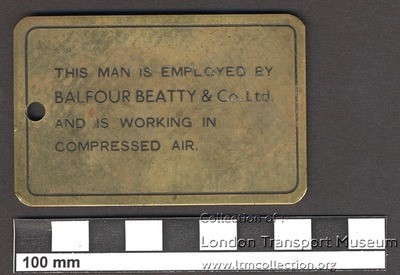 THIS MAN IS EMPLOYED BY
BALFOUR BEATTY & Co. Ltd.
AND IS WORKING IN
COMPRESSED AIR.
Collection of :
London Transport Museum
100 mm
www.ltmcollection.org